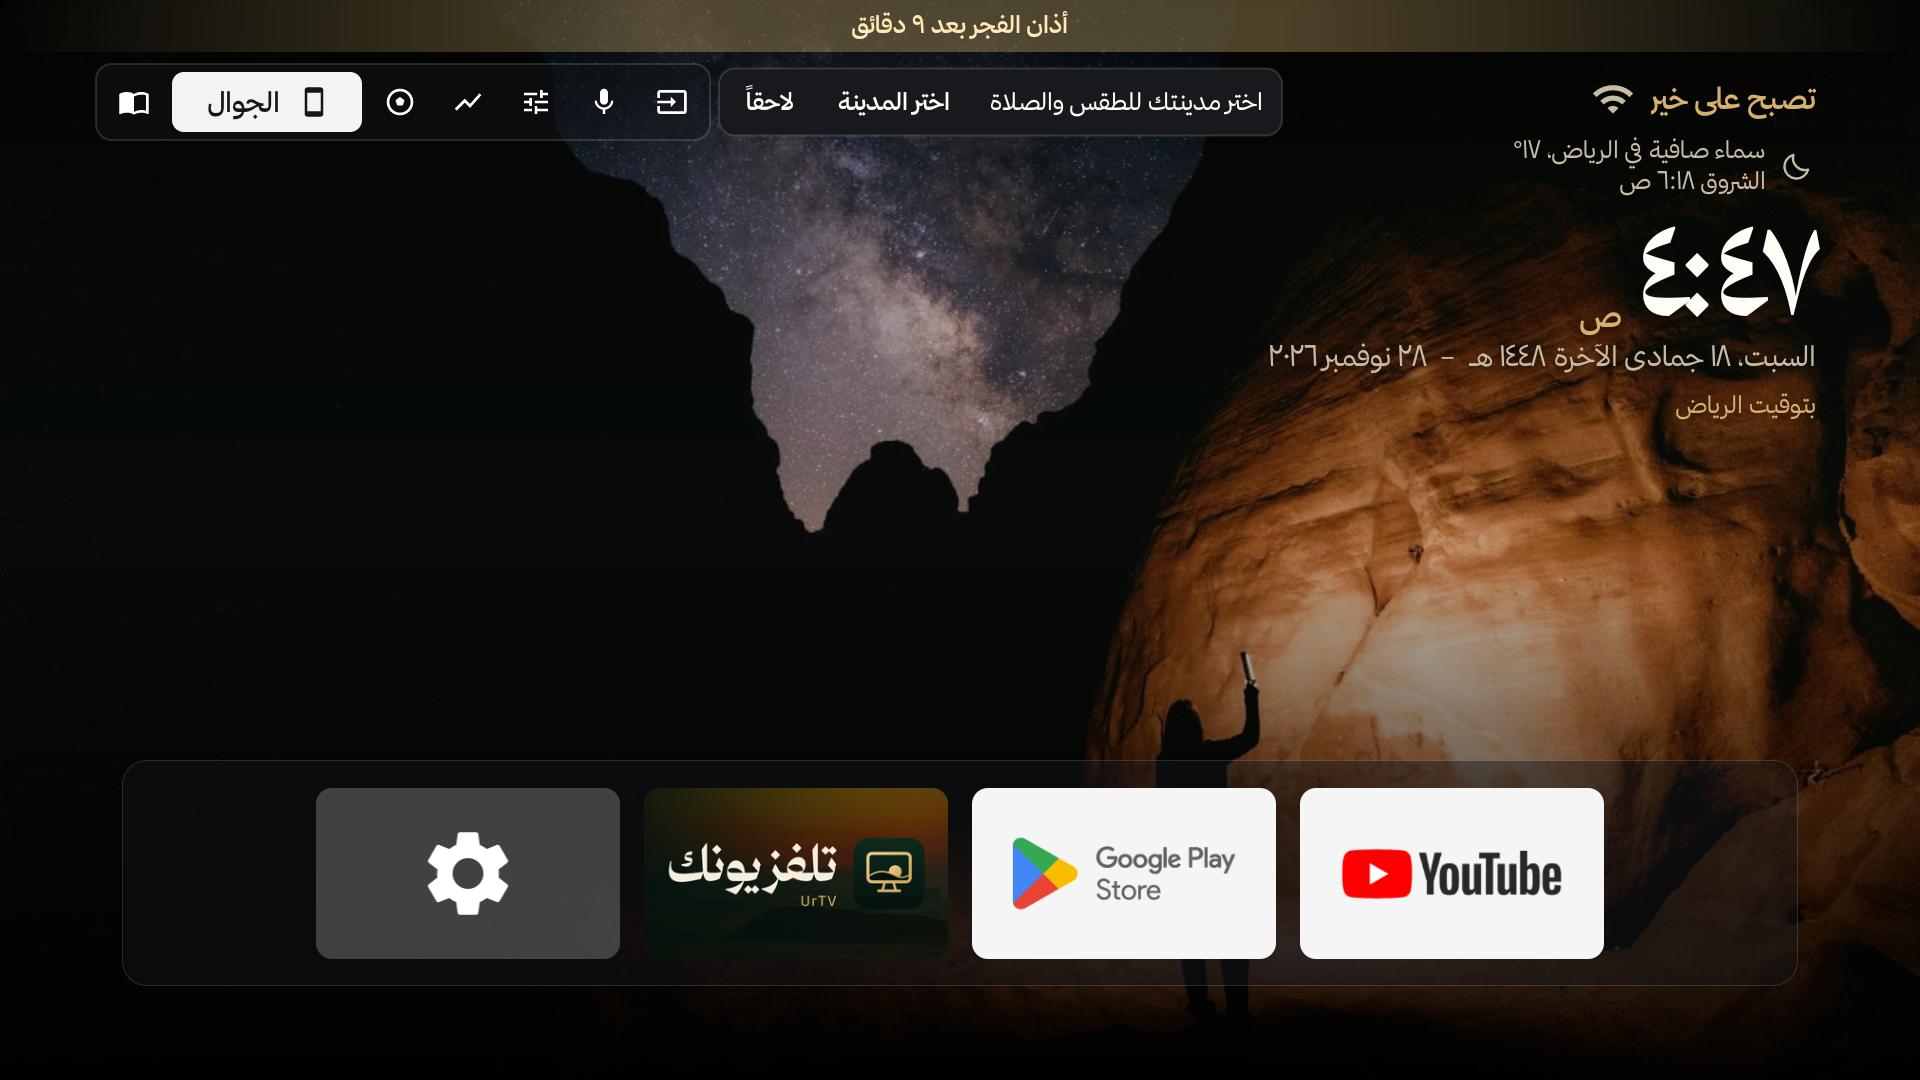 أذان الفجر بعد ٩ دقائق
تصبح على خير
سماء صافية في الرياض، ١٧°
الشروق ٦:١٨ ص
٤:٤٧ ص
السبت، ١٨ جمادى الآخرة ١٤٤٨ هـ – ٢٨ نوفمبر ٢٠٢٦
بتوقيت الرياض
اختر مدينتك للطقس والصلاة اختر المدينة لاحقاً
الجوال
YouTube
Google Play
Store
تلفزيونك
UrTV